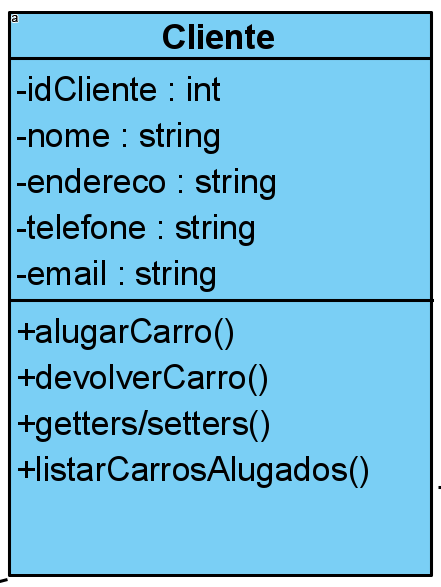 a
Cliente
-idCliente : int
-nome : string
-endereco : string
-telefone : string
-email : string
+alugarCarro()
+devolverCarro()
+getters/setters()
+listarCarrosAlugados()